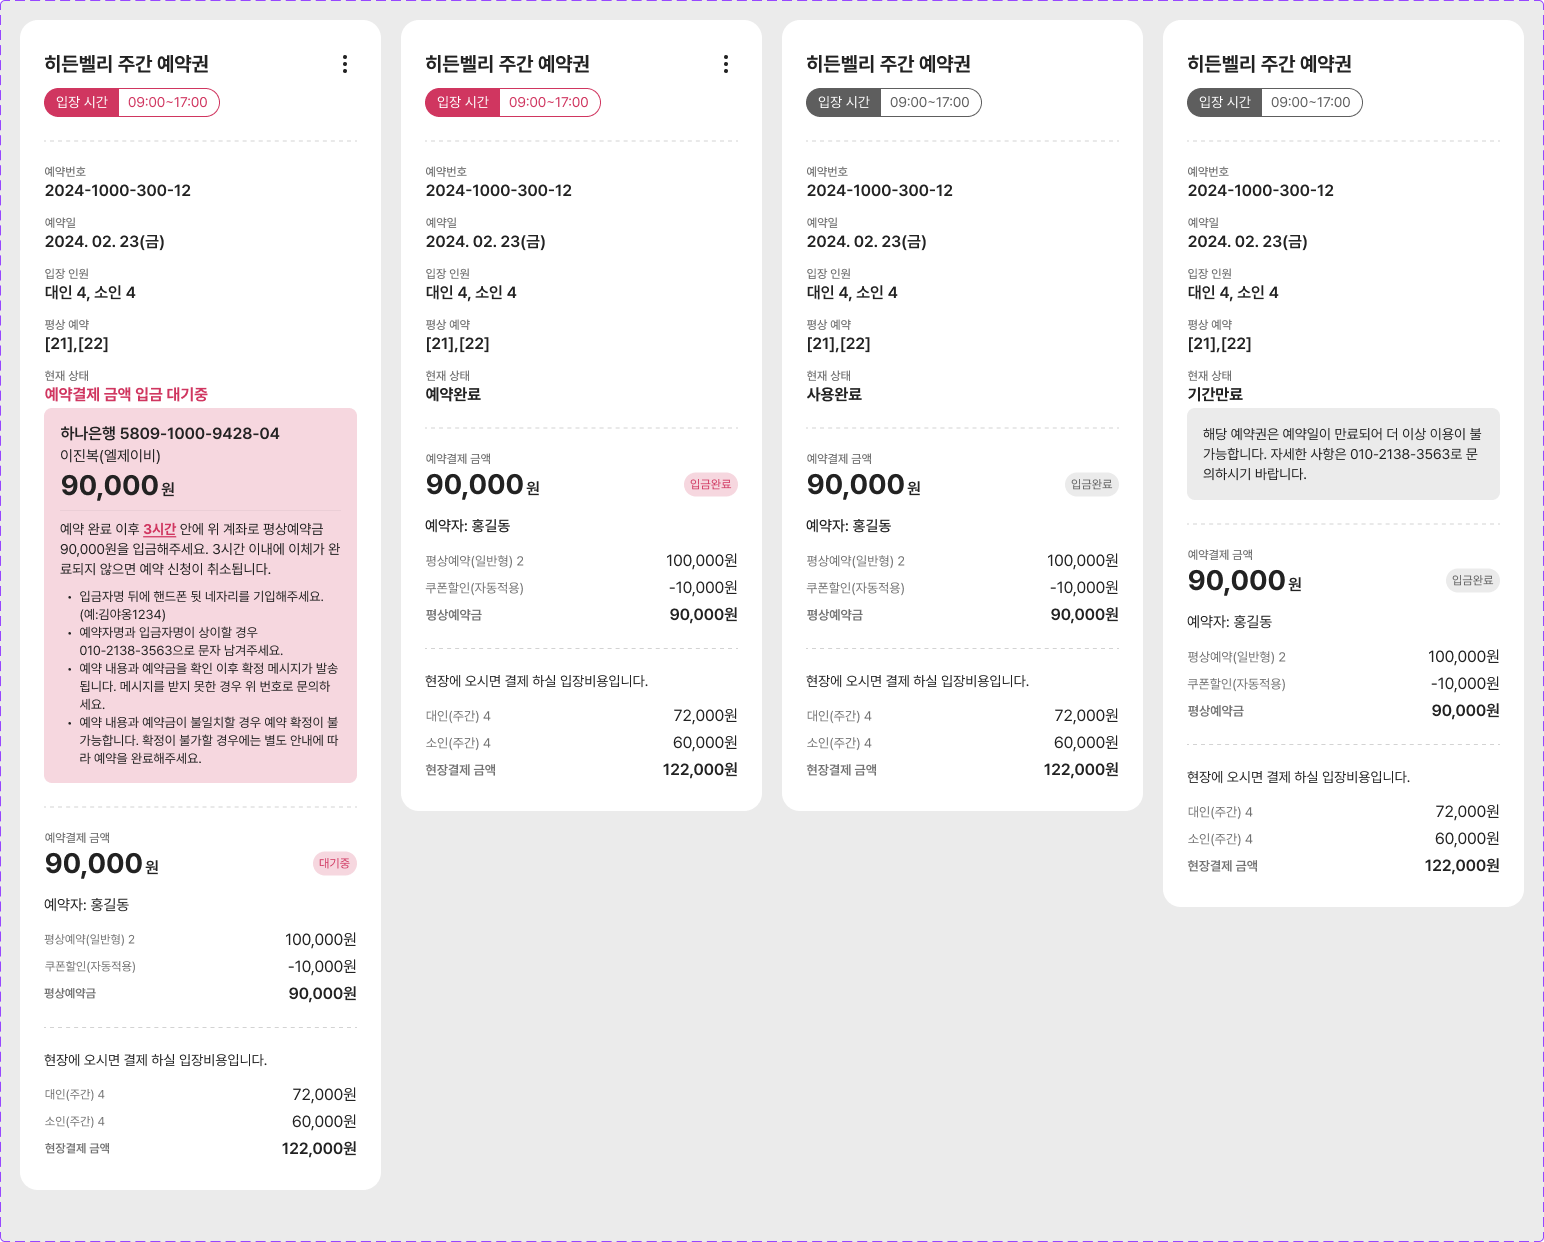 히든벨리 주간 예약권
입장 시간 09:00~17:00
예약번호
2024-1000-300-12
예약일
2024. 02. 23(금)
입장 인원
대인 4, 소인 4
평상 예약
[21],[22]
현재 상태
예약결제 금액 입금 대기중
하나은행 5809-1000-9428-04
이진복(엘제이비)
90,000 원
예약 완료 이후 3시간 안에 위 계좌로 평상예약금
90,000원을 입금해주세요. 3시간 이내에 이체가 완
료되지 않으면 예약 신청이 취소됩니다.
• 입금자명 뒤에 핸드폰 뒷 네자리를 기입해주세요.
(예:김야옹1234)
• 예약자명과 입금자명이 상이할 경우
010-2138-3563으로 문자 남겨주세요.
• 예약 내용과 예약금을 확인 이후 확정 메시지가 발송
됩니다. 메시지를 받지 못한 경우 위 번호로 문의하
세요.
• 예약 내용과 예약금이 불일치할 경우 예약 확정이 불
가능합니다. 확정이 불가할 경우에는 별도 안내에 따
라 예약을 완료해주세요.
예약결제 금액
90,000 원 대기중
예약자: 홍길동
평상예약(일반형) 2 100,000원
쿠폰할인(자동적용) -10,000원
평상예약금 90,000원
현장에 오시면 결제 하실 입장비용입니다.
대인(주간) 4 72,000원
소인(주간) 4 60,000원
현장결제 금액 122,000원
히든벨리 주간 예약권
입장 시간 09:00~17:00
예약번호
2024-1000-300-12
예약일
2024. 02. 23(금)
입장 인원
대인 4, 소인 4
평상 예약
[21],[22]
현재 상태
예약완료
예약결제 금액
90,000 원 입금완료
예약자: 홍길동
평상예약(일반형) 2 100,000원
쿠폰할인(자동적용) -10,000원
평상예약금 90,000원
현장에 오시면 결제 하실 입장비용입니다.
대인(주간) 4 72,000원
소인(주간) 4 60,000원
현장결제 금액 122,000원
히든벨리 주간 예약권
입장 시간 09:00~17:00
예약번호
2024-1000-300-12
예약일
2024. 02. 23(금)
입장 인원
대인 4, 소인 4
평상 예약
[21],[22]
현재 상태
사용완료
예약결제 금액
90,000 원 입금완료
예약자: 홍길동
평상예약(일반형) 2 100,000원
쿠폰할인(자동적용) -10,000원
평상예약금 90,000원
현장에 오시면 결제 하실 입장비용입니다.
대인(주간) 4 72,000원
소인(주간) 4 60,000원
현장결제 금액 122,000원
히든벨리 주간 예약권
입장 시간 09:00~17:00
예약번호
2024-1000-300-12
예약일
2024. 02. 23(금)
입장 인원
대인 4, 소인 4
평상 예약
[21],[22]
현재 상태
기간만료
해당 예약권은 예약일이 만료되어 더 이상 이용이 불
가능합니다. 자세한 사항은 010-2138-3563로 문
의하시기 바랍니다.
예약결제 금액
90,000 원 입금완료
예약자: 홍길동
평상예약(일반형) 2 100,000원
쿠폰할인(자동적용) -10,000원
평상예약금 90,000원
현장에 오시면 결제 하실 입장비용입니다.
대인(주간) 4 72,000원
소인(주간) 4 60,000원
현장결제 금액 122,000원